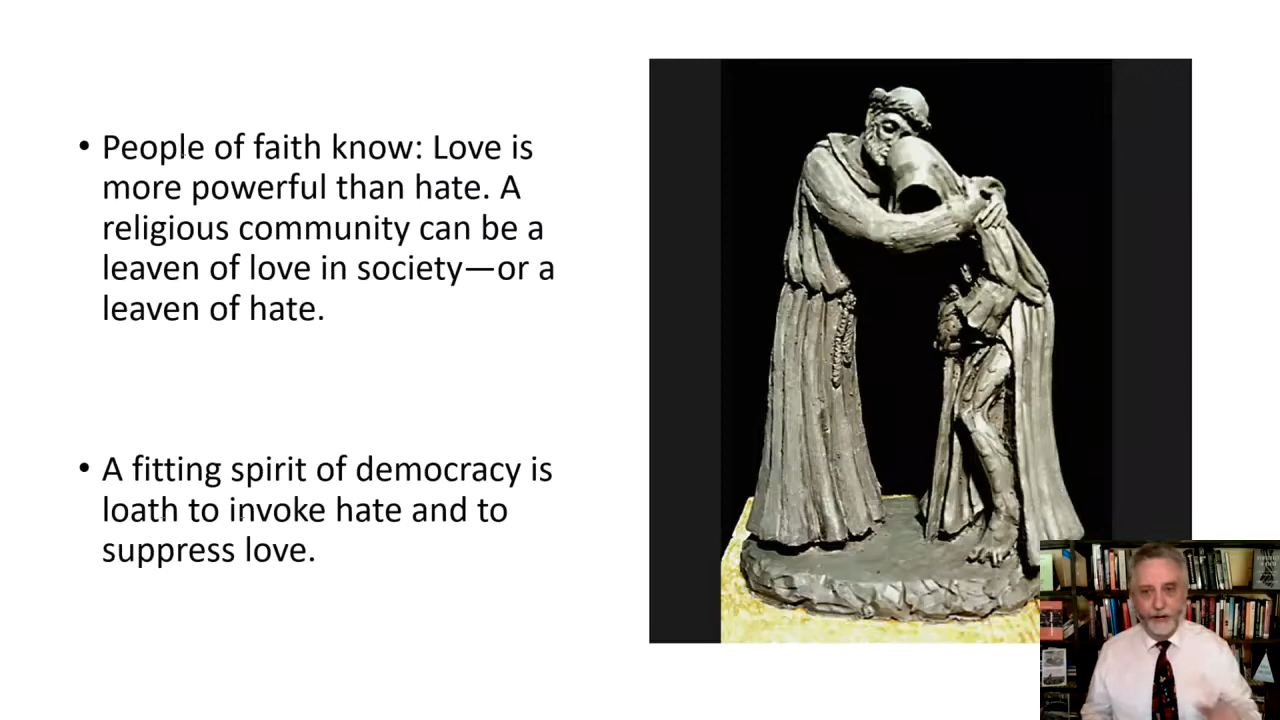 • People of faith know: Love is
more powerful than hate. A
religious community can be a
leaven of love in society—or a
leaven of hate.
• A fitting spirit of democracy is
loath to invoke hate and to
suppress love.